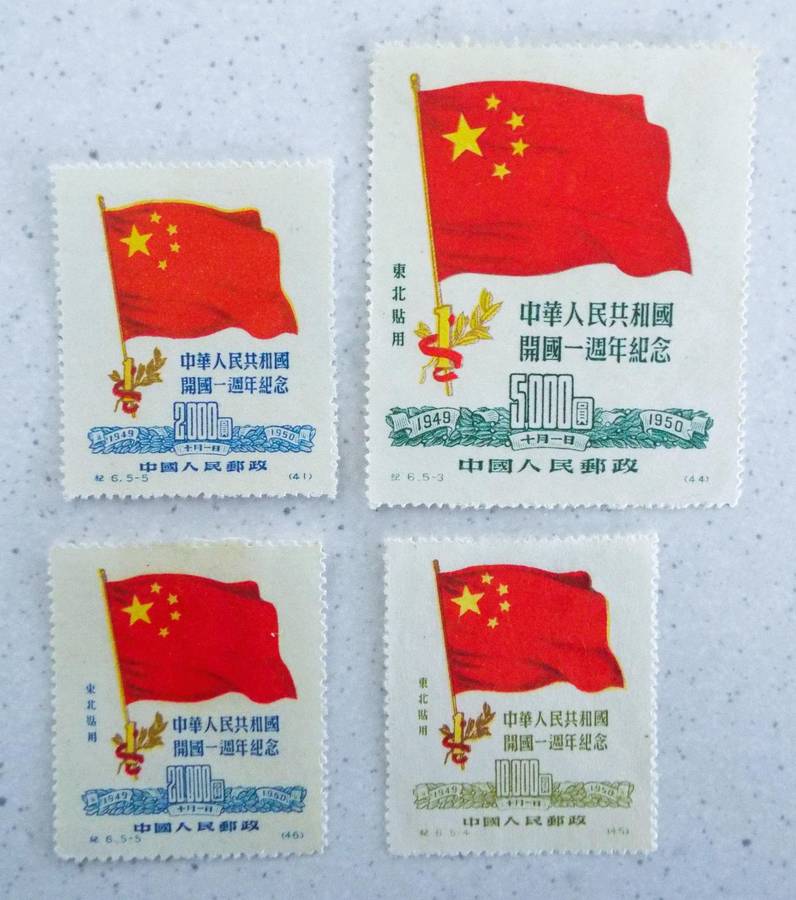 中華人民共和國
開國一週年紀念
2000圓
1949 1950
十月一日
中國人民郵政
紀 6.5-5 (41)
東北貼用
中華人民共和國
開國一週年紀念
5000員
1949 1950
十月一日
中國人民郵政
紀 6.5-3 (44)
東北貼用
中華人民共和國
開國一週年紀念
20,000圓
1949 1950
十月一日
中國人民郵政
紀 6.5-5 (46)
東北貼用
中華人民共和國
開國一週年紀念
10,000圓
1949 1950
十月一日
中國人民郵政
紀 6.5-4 (45)